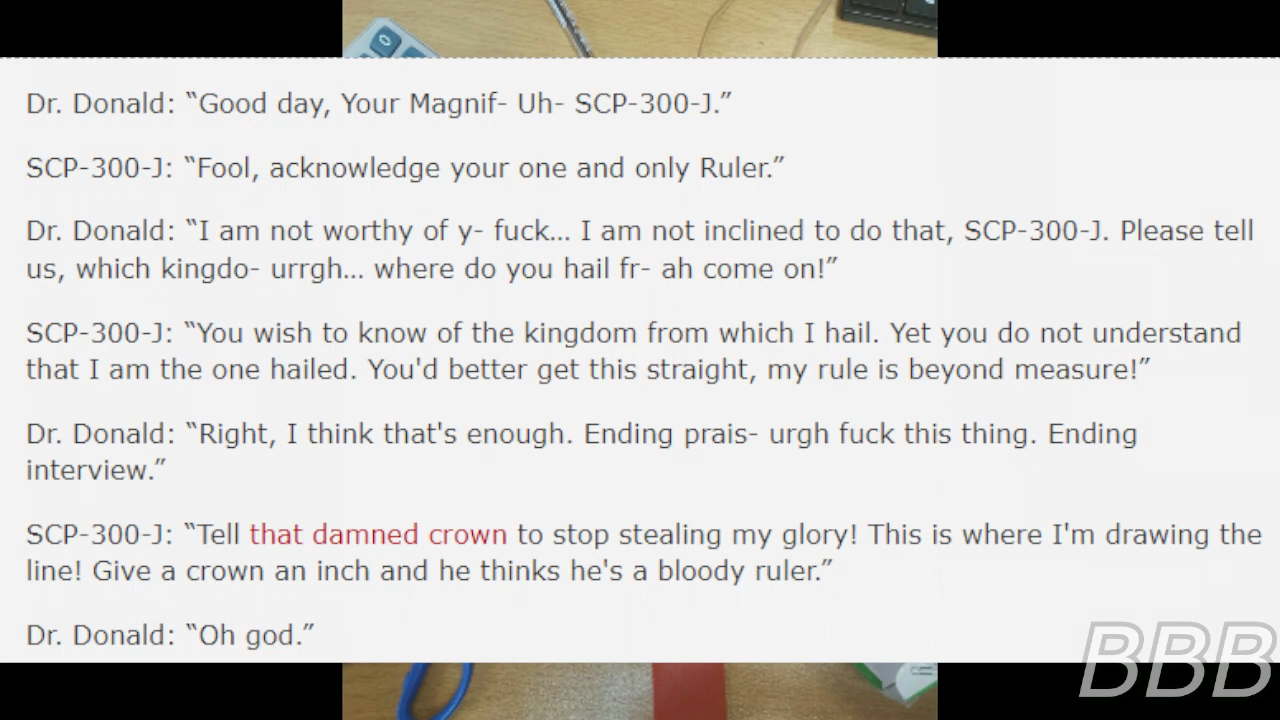 Dr. Donald: “Good day, Your Magnif- Uh- SCP-300-J.”
SCP-300-J: “Fool, acknowledge your one and only Ruler.”
Dr. Donald: “I am not worthy of y- fuck… I am not inclined to do that, SCP-300-J. Please tell
us, which kingdo- urrgh… where do you hail fr- ah come on!”
SCP-300-J: “You wish to know of the kingdom from which I hail. Yet you do not understand
that I am the one hailed. You'd better get this straight, my rule is beyond measure!”
Dr. Donald: “Right, I think that's enough. Ending prais- urgh fuck this thing. Ending
interview.”
SCP-300-J: “Tell that damned crown to stop stealing my glory! This is where I'm drawing the
line! Give a crown an inch and he thinks he's a bloody ruler.”
Dr. Donald: “Oh god.”
BBB